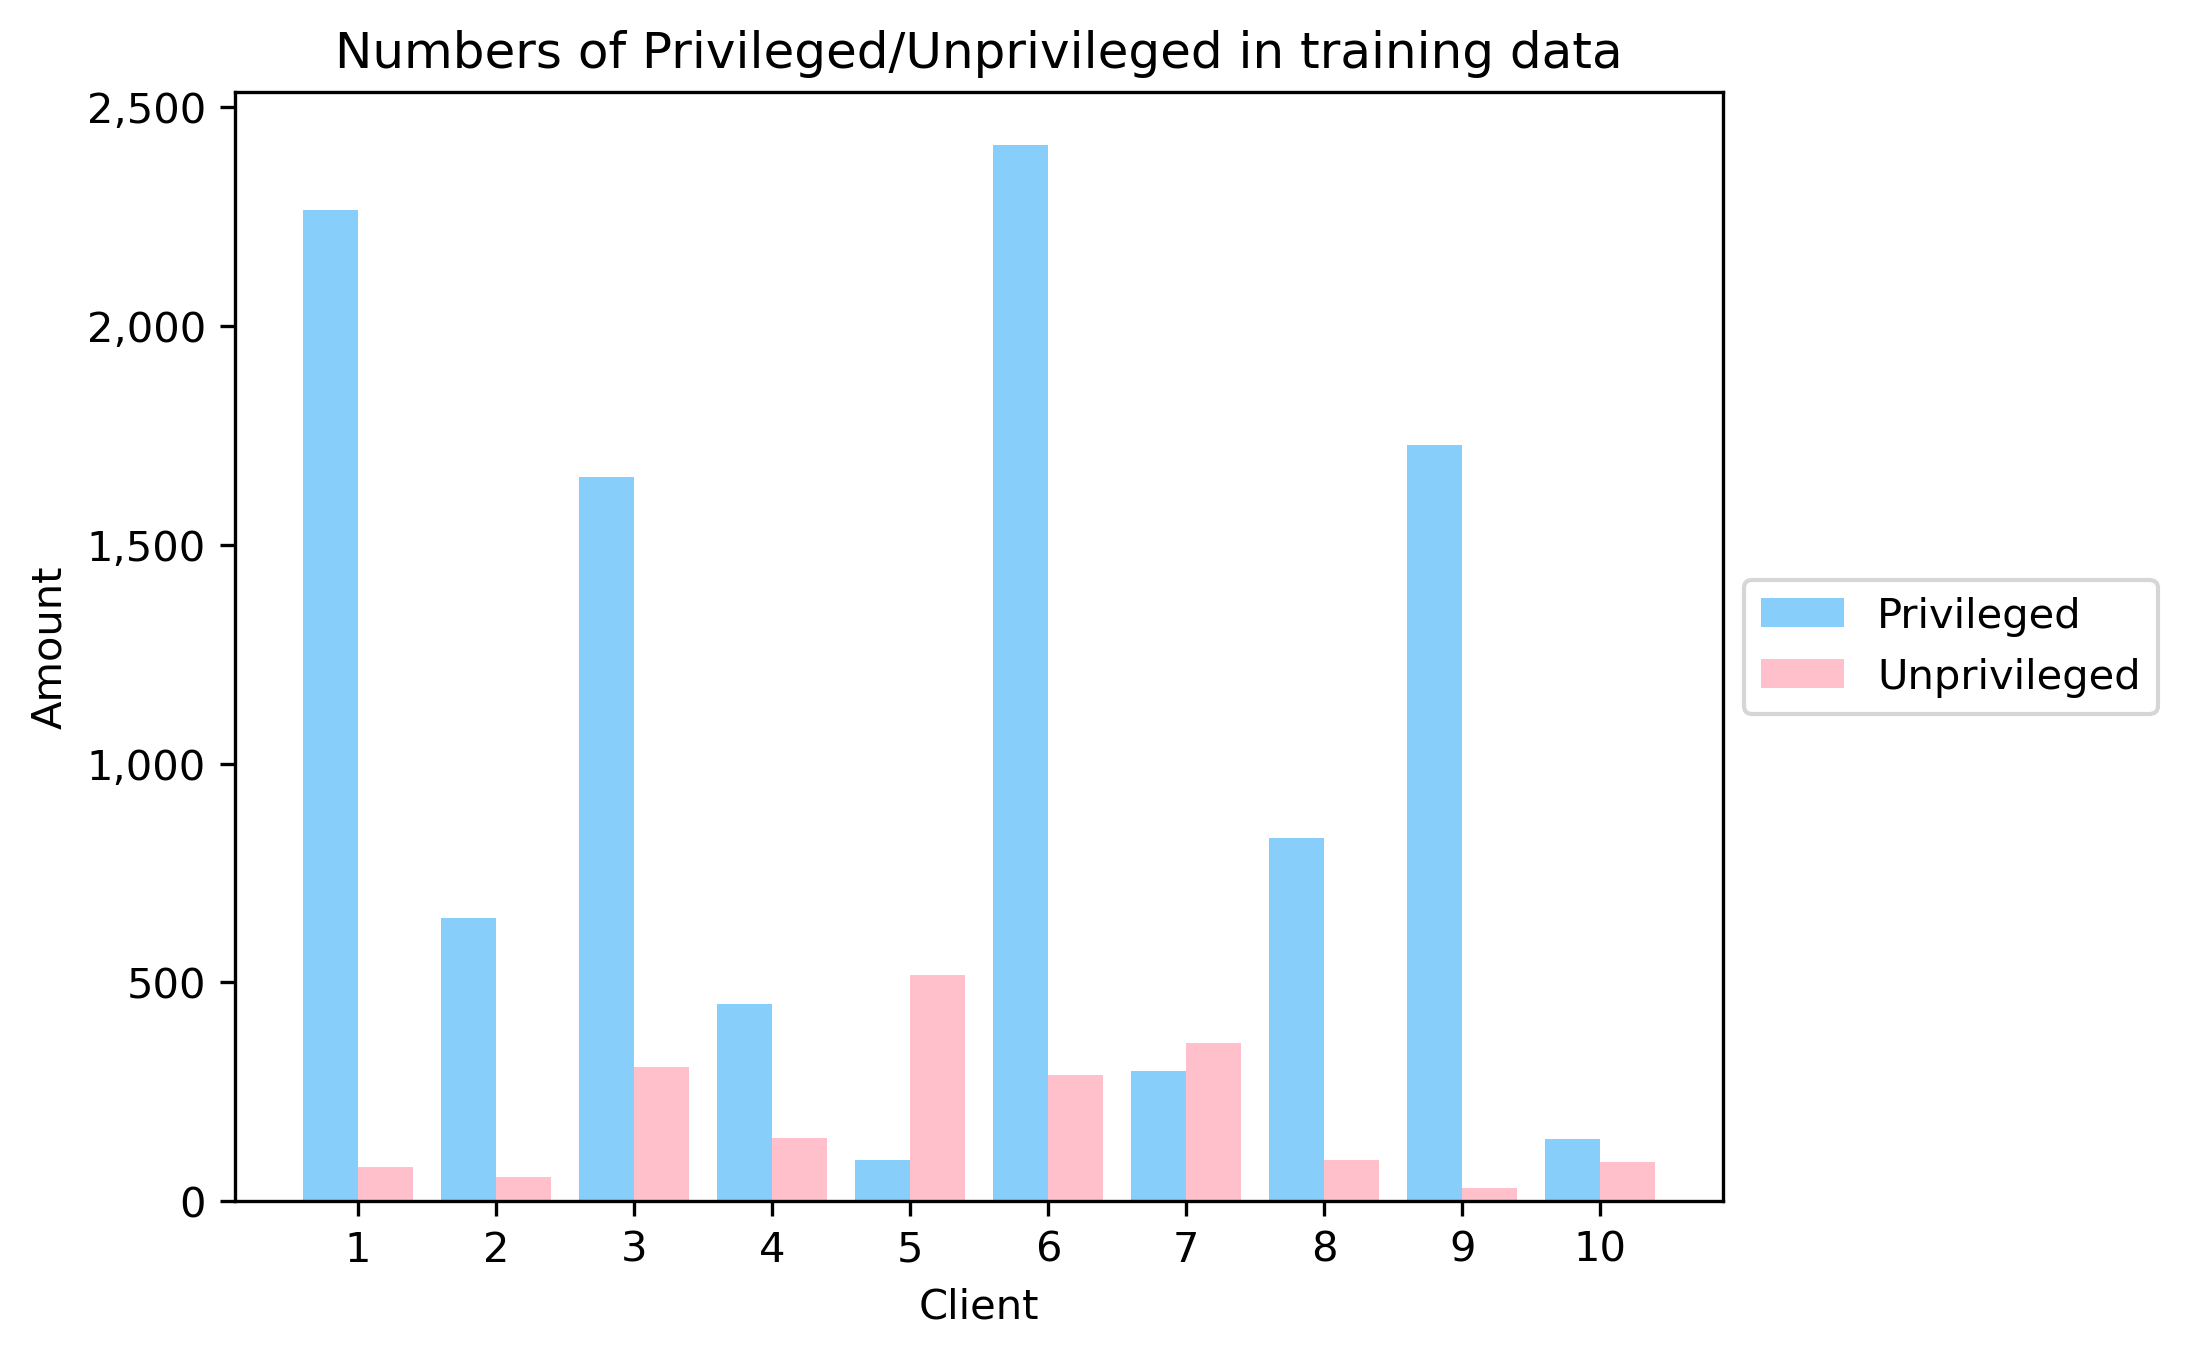 Numbers of Privileged/Unprivileged in training data
2,500
2,000
1,500
1,000
500
0
Amount
1 2 3 4 5 6 7 8 9 10
Client
Privileged
Unprivileged